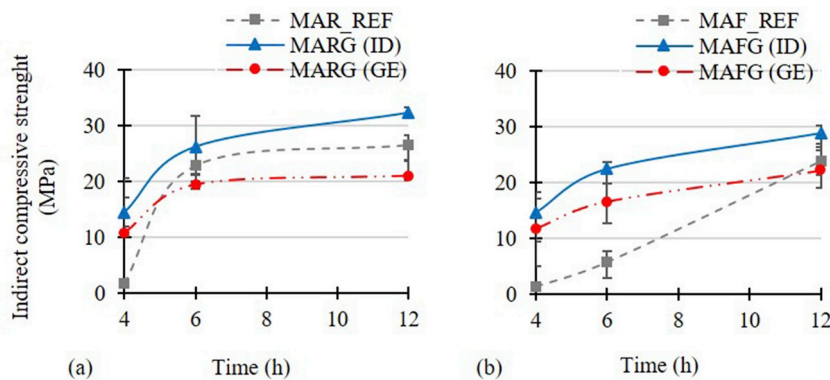 MAR_REF
MARG (ID)
MARG (GE)
MAF_REF
MAFG (ID)
MAFG (GE)
Indirect compressive strenght
(MPa)
40
30
20
10
0
4 6 8 10 12
(a) Time (h)
40
30
20
10
0
4 6 8 10 12
(b) Time (h)